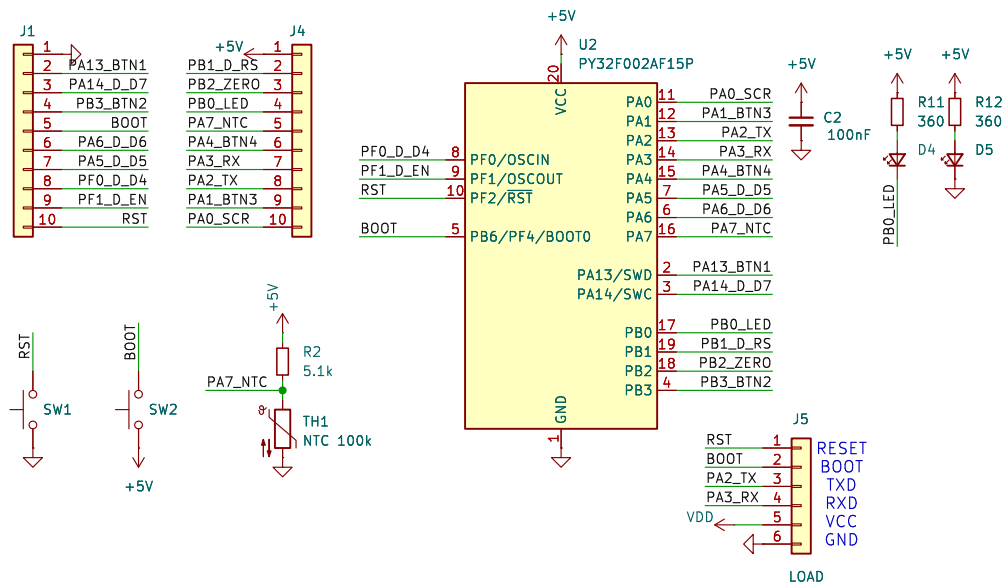 J1
1
2 PA13_BTN1
3 PA14_D_D7
4 PB3_BTN2
5 BOOT
6 PA6_D_D6
7 PA5_D_D5
8 PF0_D_D4
9 PF1_D_EN
10 RST
J4
+5V 1
PB1_D_RS 2
PB2_ZERO 3
PB0_LED 4
PA7_NTC 5
PA4_BTN4 6
PA3_RX 7
PA2_TX 8
PA1_BTN3 9
PA0_SCR 10
+5V
U2
PY32F002AF15P
20
VCC
PF0_D_D4 8 PF0/OSCIN
PF1_D_EN 9 PF1/OSCOUT
RST 10 PF2/RST
BOOT 5 PB6/PF4/BOOT0
PA0 11 PA0_SCR
PA1 12 PA1_BTN3
PA2 13 PA2_TX
PA3 14 PA3_RX
PA4 15 PA4_BTN4
PA5 7 PA5_D_D5
PA6 6 PA6_D_D6
PA7 16 PA7_NTC
PA13/SWD 2 PA13_BTN1
PA14/SWC 3 PA14_D_D7
PB0 17 PB0_LED
PB1 19 PB1_D_RS
PB2 18 PB2_ZERO
PB3 4 PB3_BTN2
GND
1
+5V
C2
100nF
+5V
R11
360
D4
PB0_LED
+5V
R12
360
D5
RST
SW1
BOOT
SW2
+5V
+5V
R2
5.1k
PA7_NTC
TH1
NTC 100k
J5
RST 1 RESET
BOOT 2 BOOT
PA2_TX 3 TXD
PA3_RX 4 RXD
VDD 5 VCC
6 GND
LOAD